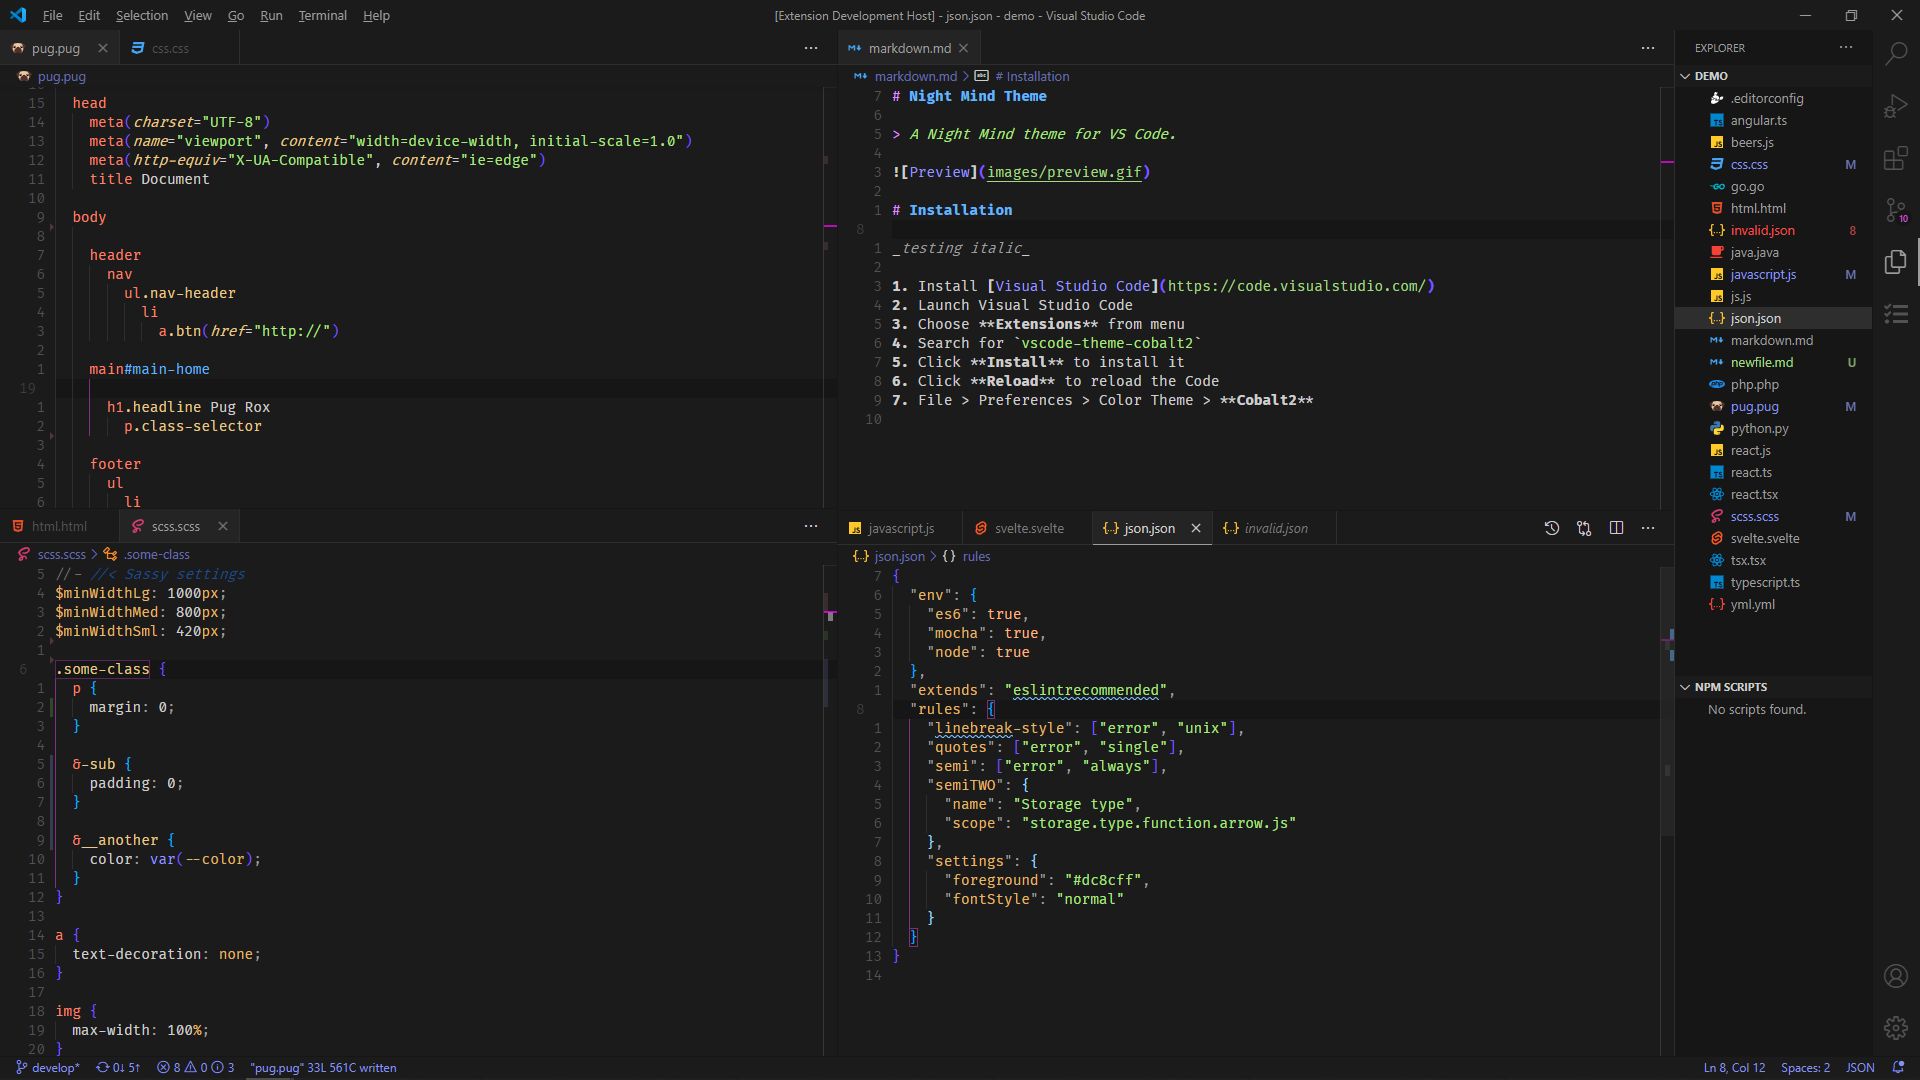 File Edit Selection View Go Run Terminal Help
[Extension Development Host] - json.json - demo - Visual Studio Code
pug.pug
css.css
pug.pug
15 head
14 meta(charset="UTF-8")
13 meta(name="viewport", content="width=device-width, initial-scale=1.0")
12 meta(http-equiv="X-UA-Compatible", content="ie=edge")
11 title Document
10
9 body
8
7 header
6 nav
5 ul.nav-header
4 li
3 a.btn(href="http://")
2
1 main#main-home
19
1 h1.headline Pug Rox
2 p.class-selector
3
4 footer
5 ul
6 li
markdown.md
markdown.md > # Installation
7 # Night Mind Theme
6
5 > A Night Mind theme for VS Code.
4
3 ![Preview](images/preview.gif)
2
1 # Installation
8
1 _testing italic_
2
3 1. Install [Visual Studio Code](https://code.visualstudio.com/)
4 2. Launch Visual Studio Code
5 3. Choose **Extensions** from menu
6 4. Search for `vscode-theme-cobalt2`
7 5. Click **Install** to install it
8 6. Click **Reload** to reload the Code
9 7. File > Preferences > Color Theme > **Cobalt2**
10
html.html
scss.scss
scss.scss > .some-class
5 //- //< Sassy settings
4 $minWidthLg: 1000px;
3 $minWidthMed: 800px;
2 $minWidthSml: 420px;
1
6 .some-class {
1 p {
2 margin: 0;
3 }
4
5 &-sub {
6 padding: 0;
7 }
8
9 &__another {
10 color: var(--color);
11 }
12 }
13
14 a {
15 text-decoration: none;
16 }
17
18 img {
19 max-width: 100%;
20 }
javascript.js
svelte.svelte
json.json
invalid.json
json.json > {} rules
7 {
6 "env": {
5 "es6": true,
4 "mocha": true,
3 "node": true
2 },
1 "extends": "eslintrecommended",
8 "rules": {
1 "linebreak-style": ["error", "unix"],
2 "quotes": ["error", "single"],
3 "semi": ["error", "always"],
4 "semiTWO": {
5 "name": "Storage type",
6 "scope": "storage.type.function.arrow.js"
7 },
8 "settings": {
9 "foreground": "#dc8cff",
10 "fontStyle": "normal"
11 }
12 }
13 }
14
EXPLORER
DEMO
.editorconfig
angular.ts
beers.js
css.css M
go.go
html.html
invalid.json 8
java.java
javascript.js M
js.js
json.json
markdown.md
newfile.md U
php.php
pug.pug M
python.py
react.js
react.ts
react.tsx
scss.scss M
svelte.svelte
tsx.tsx
typescript.ts
yml.yml
NPM SCRIPTS
No scripts found.
10
develop* 0↓ 5↑ 8 0 3 "pug.pug" 33L 561C written
Ln 8, Col 12 Spaces: 2 JSON